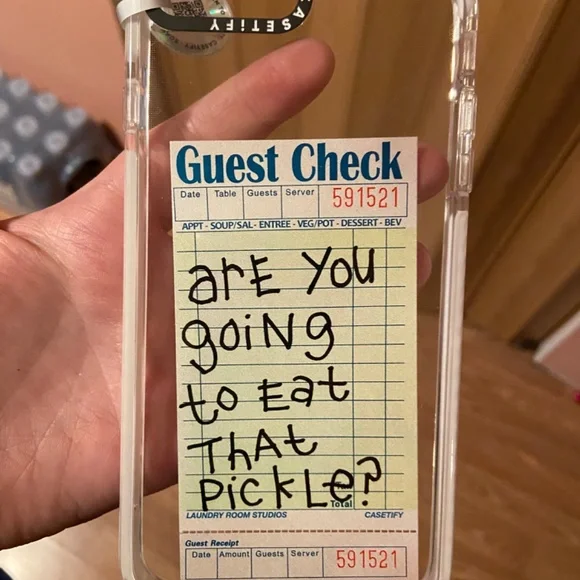 CASETiFY
Guest Check
Date Table Guests Server 591521
APPT - SOUP/SAL - ENTREE - VEG/POT - DESSERT - BEV
arE YoU
goiNg
to Eat
ThAt
PickLe?
Total
LAUNDRY ROOM STUDIOS CASETIFY
Guest Receipt
Date Amount Guests Server 591521